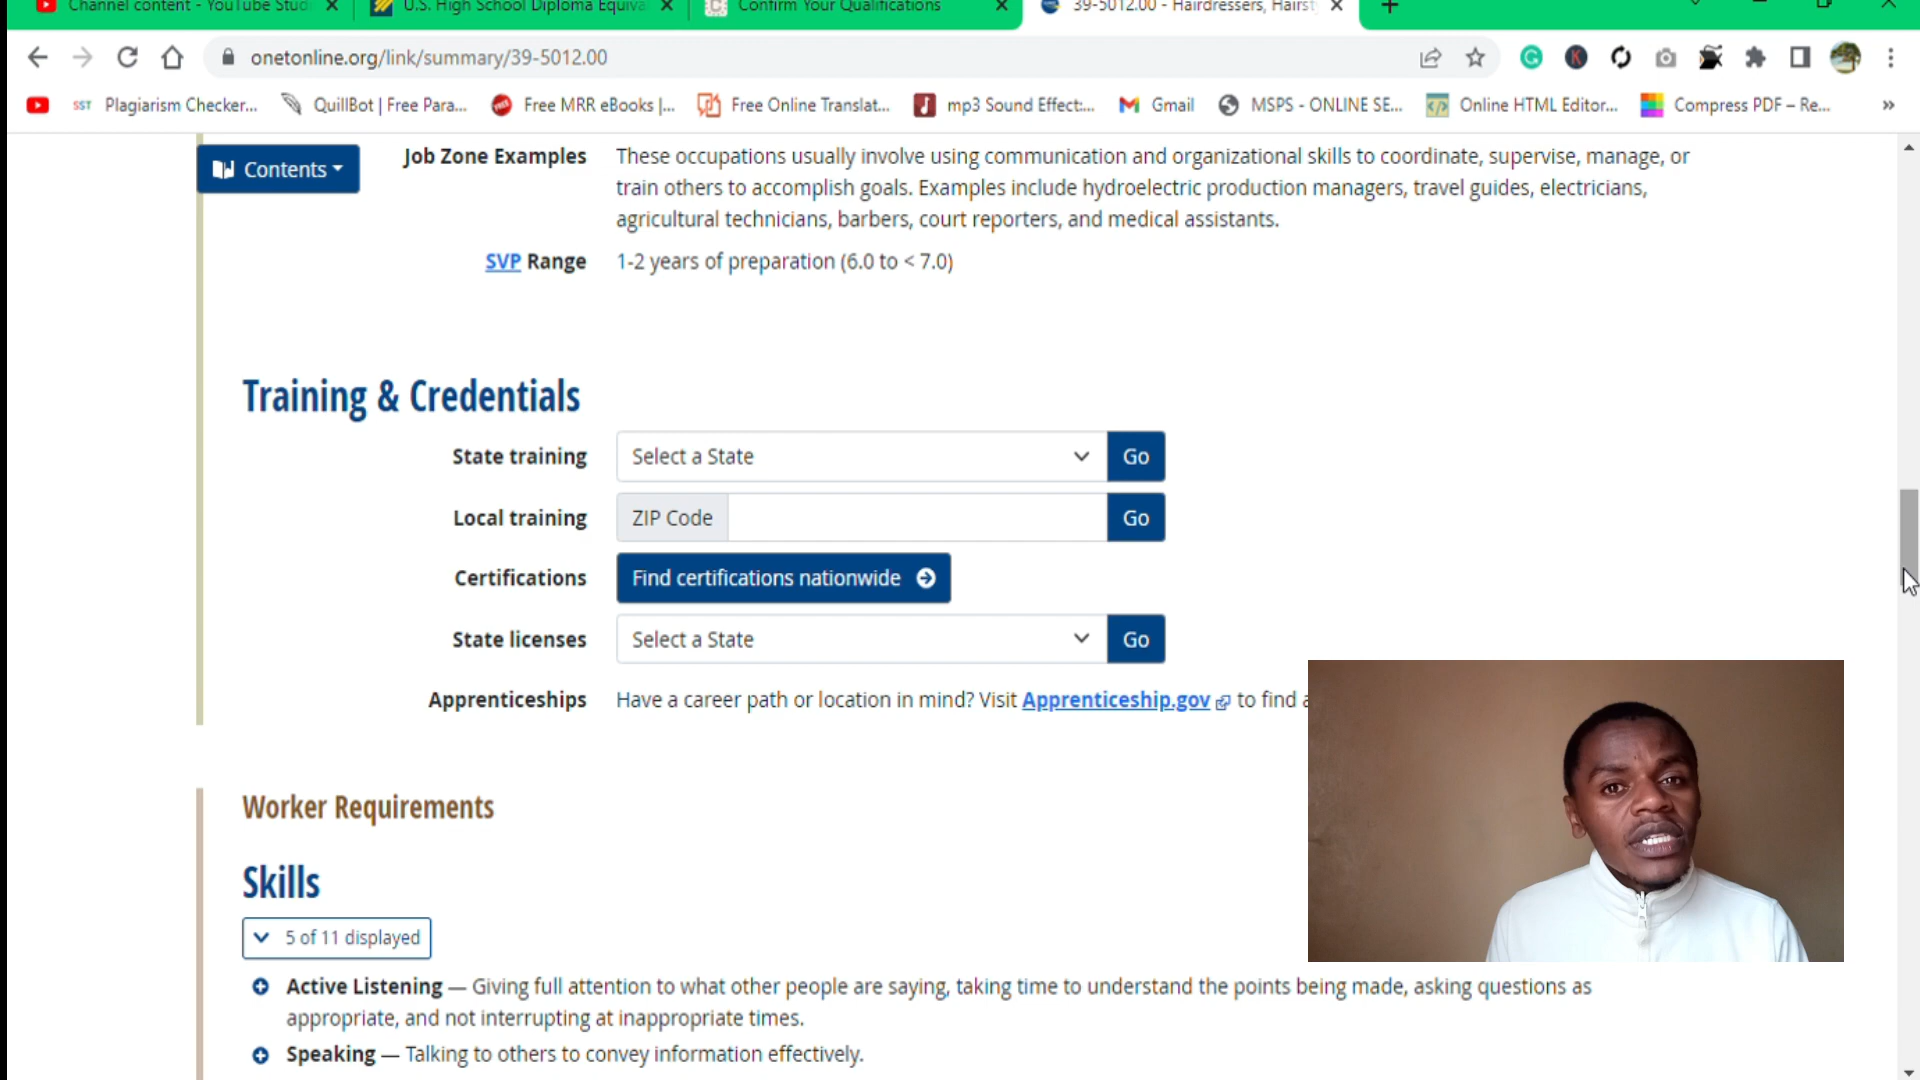 Channel content - YouTube Stud
U.S. High School Diploma Equiva
Confirm Your Qualifications
39-5012.00 - Hairdressers, Hairst
onetonline.org/link/summary/39-5012.00
SST Plagiarism Checker...
QuillBot | Free Para...
Free MRR eBooks |...
Free Online Translat...
mp3 Sound Effect:...
Gmail
MSPS - ONLINE SE...
Online HTML Editor...
Compress PDF – Re...
Contents
Job Zone Examples
These occupations usually involve using communication and organizational skills to coordinate, supervise, manage, or
train others to accomplish goals. Examples include hydroelectric production managers, travel guides, electricians,
agricultural technicians, barbers, court reporters, and medical assistants.
SVP Range 1-2 years of preparation (6.0 to < 7.0)
Training & Credentials
State training Select a State Go
Local training ZIP Code Go
Certifications Find certifications nationwide
State licenses Select a State Go
Apprenticeships Have a career path or location in mind? Visit Apprenticeship.gov to find
Worker Requirements
Skills
5 of 11 displayed
Active Listening — Giving full attention to what other people are saying, taking time to understand the points being made, asking questions as
appropriate, and not interrupting at inappropriate times.
Speaking — Talking to others to convey information effectively.